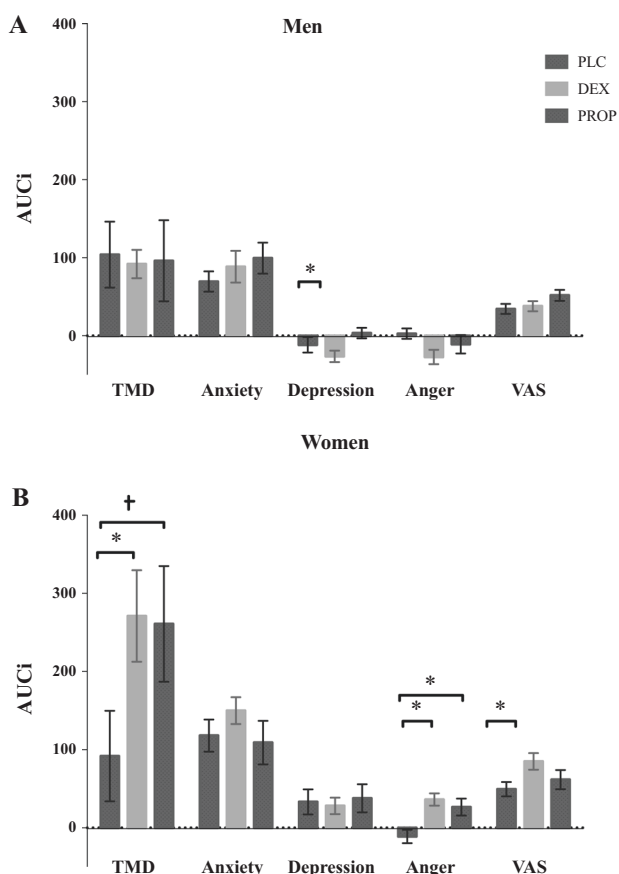 A
Men
400
300
200
100
0
AUCi
PLC
DEX
PROP
*
TMD Anxiety Depression Anger VAS
Women
B
400
300
200
100
0
AUCi
✝
*
*
*
*
TMD Anxiety Depression Anger VAS